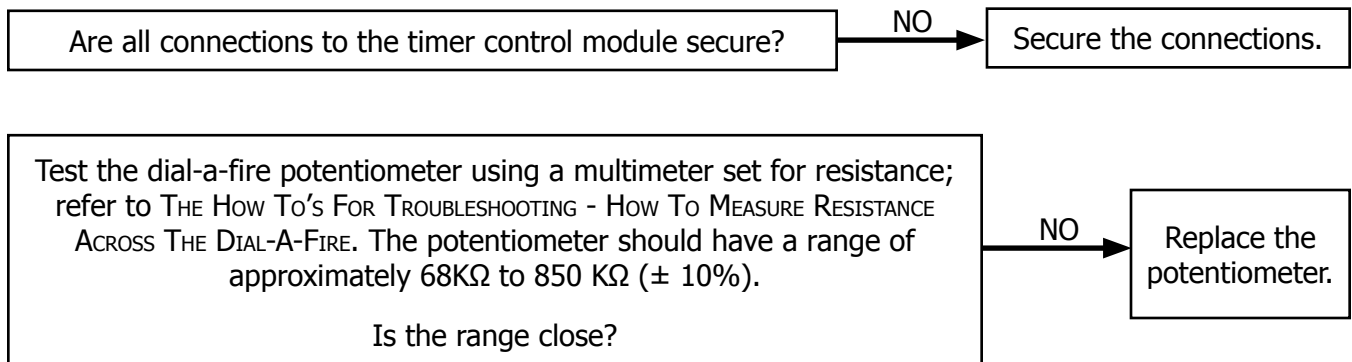 Are all connections to the timer control module secure?
NO
Secure the connections.
Test the dial-a-fire potentiometer using a multimeter set for resistance;
refer to The How To's For Troubleshooting - How To Measure Resistance
Across The Dial-A-Fire. The potentiometer should have a range of
approximately 68KΩ to 850 KΩ (± 10%).
Is the range close?
NO
Replace the
potentiometer.